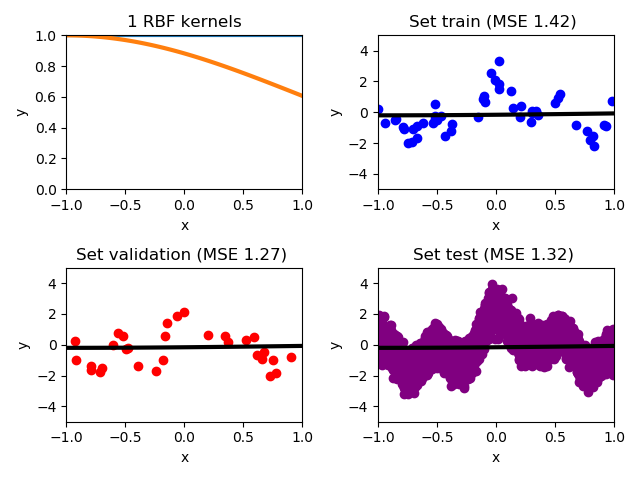 1 RBF kernels
1.0
0.8
0.6
0.4
0.2
0.0
y
−1.0 −0.5 0.0 0.5 1.0
x
Set train (MSE 1.42)
4
2
0
−2
−4
y
−1.0 −0.5 0.0 0.5 1.0
x
Set validation (MSE 1.27)
4
2
0
−2
−4
y
−1.0 −0.5 0.0 0.5 1.0
x
Set test (MSE 1.32)
4
2
0
−2
−4
y
−1.0 −0.5 0.0 0.5 1.0
x